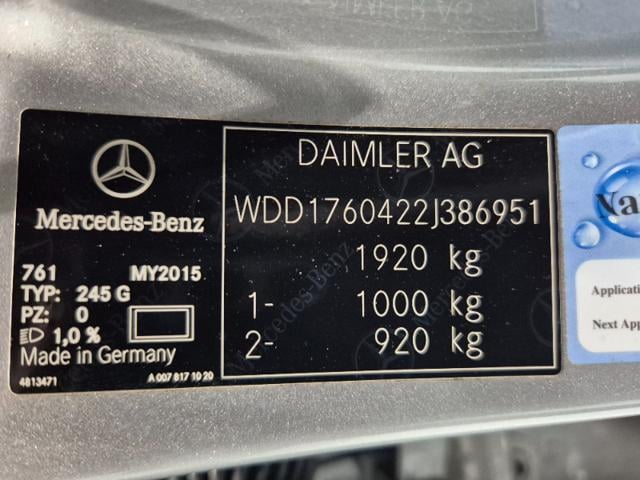 Mercedes-Benz
761 MY2015
TYP: 245 G
PZ: 0
1,0 %
Made in Germany
4813471 A 007 817 10 20
DAIMLER AG
WDD1760422J386951
1920 kg
1- 1000 kg
2- 920 kg
Na
Application
Next App